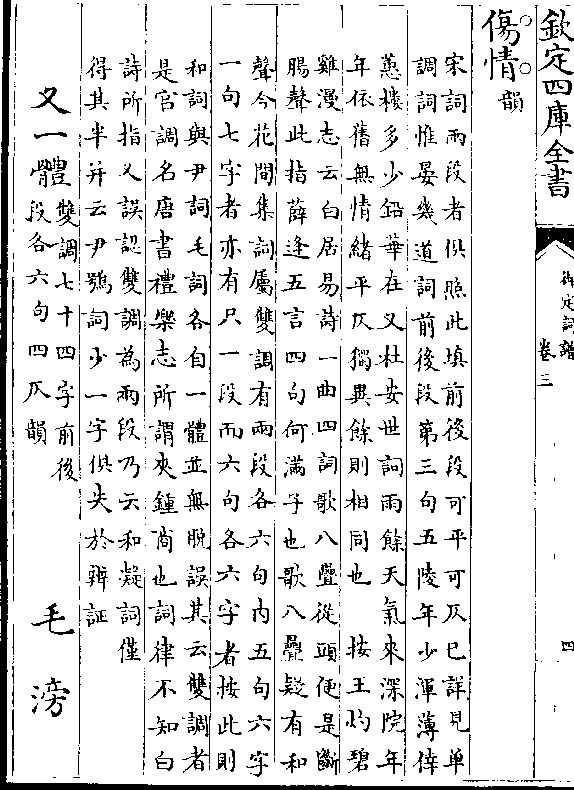 欽定四庫全書
御定詞譜
卷三
四
傷情韻
宋詞兩段者俱照此填前後段可平可仄已詳見單
調詞惟晏幾道詞前後段第三句五陵年少渾薄倖
蕙樓多少鉛華在又杜安世詞雨餘天氣來深院年
年依舊無情緒平仄獨異餘則相同也 按王灼碧
雞漫志云白居易詩一曲四詞歌八疊從頭便是斷
腸聲此指薛逢五言四句何滿子也歌八疊疑有和
聲今花間集詞屬雙調有兩段各六句內五句六字
一句七字者亦有只一段而六句各六字者按此則
和詞與尹詞毛詞各自一體並無脫誤其云雙調者
是宮調名唐書禮樂志所謂夾鍾商也詞律不知白
詩所指又誤認雙調為兩段乃云和凝詞僅
得其半并云尹鶚詞少一字俱失於辨証
又一體雙調七十四字前後
段各六句四仄韻
毛滂